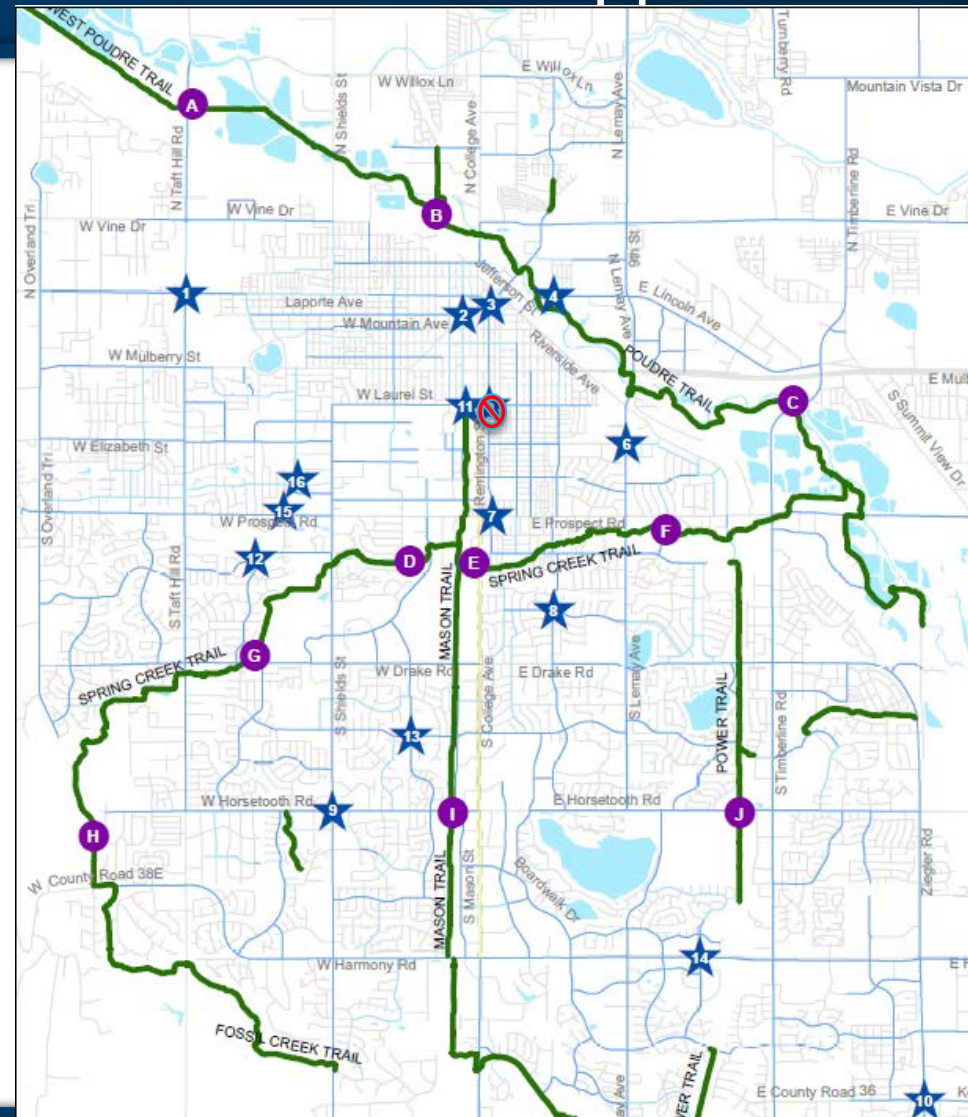 WEST POUDRE TRAIL
A
N Taft Hill Rd
N Shields St
W Willox Ln
E Willox Ln
N College Ave
N Lemay Ave
Turnberry Rd
Mountain Vista Dr
N Timberline Rd
B
W Vine Dr
W Vine Dr
E Vine Dr
N Overland Trl
9th St
1
Laporte Ave
Jefferson St
2
3
4
N Lemay Ave
E Lincoln Ave
W Mountain Ave
Riverside Ave
W Mulberry St
POUDRE TRAIL
E Mul
W Laurel St
11
C
S Summit View Dr
W Elizabeth St
6
Remington S
16
15
7
W Prospect Rd
E Prospect Rd
F
S Overland Trl
12
D
E
SPRING CREEK TRAIL
S Taft Hill Rd
MASON TRAIL
8
G
SPRING CREEK TRAIL
W Drake Rd
E Drake Rd
S Shields St
S College Ave
S Lemay Ave
POWER TRAIL
S Timberline Rd
13
W Horsetooth Rd
9
I
E Horsetooth Rd
J
H
W County Road 38E
MASON TRAIL
S Mason St
Boardwalk Dr
Ziegler Rd
W Harmony Rd
14
E H
FOSSIL CREEK TRAIL
ay Ave
VER TRAIL
E County Road 36
10
K